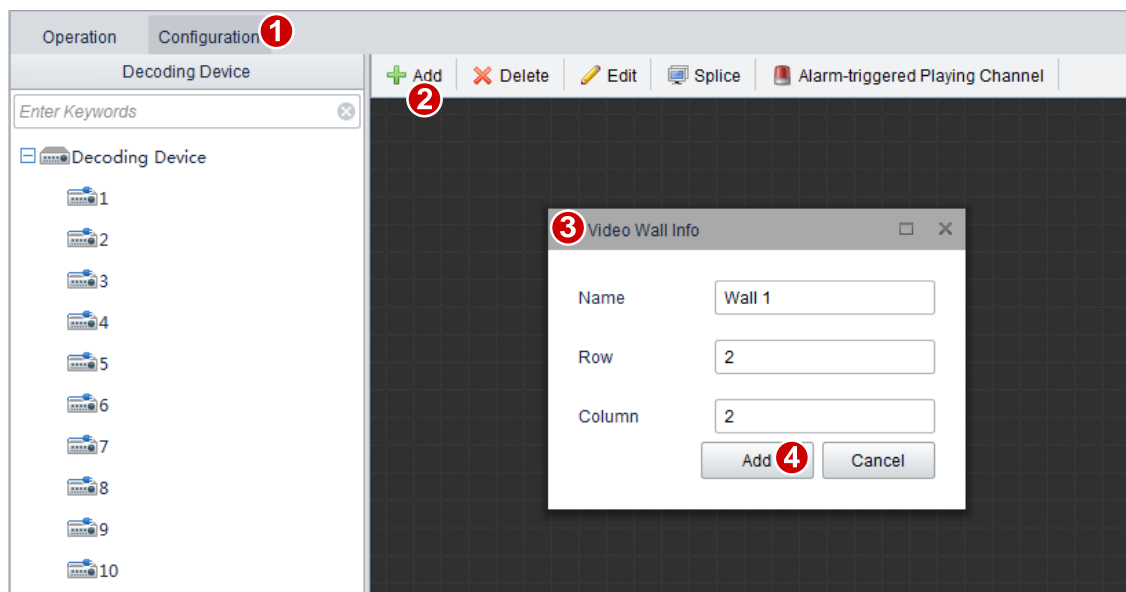 Operation Configuration 1
Decoding Device
Add Delete Edit Splice Alarm-triggered Playing Channel
2
Enter Keywords
Decoding Device
1
2
3
4
5
6
7
8
9
10
3 Video Wall Info
Name Wall 1
Row 2
Column 2
Add 4 Cancel